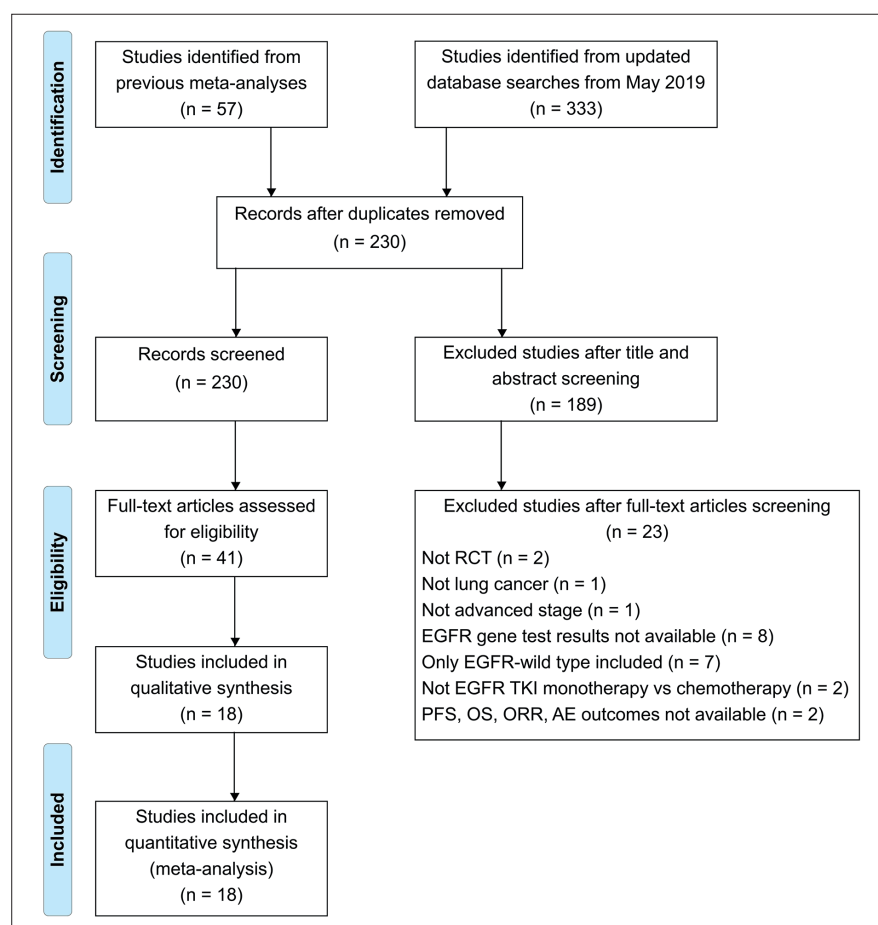 Identification
Studies identified from
previous meta-analyses
(n = 57)
Studies identified from updated
database searches from May 2019
(n = 333)
Records after duplicates removed
(n = 230)
Screening
Records screened
(n = 230)
Excluded studies after title and
abstract screening
(n = 189)
Eligibility
Full-text articles assessed
for eligibility
(n = 41)
Excluded studies after full-text articles screening
(n = 23)
Not RCT (n = 2)
Not lung cancer (n = 1)
Not advanced stage (n = 1)
EGFR gene test results not available (n = 8)
Only EGFR-wild type included (n = 7)
Not EGFR TKI monotherapy vs chemotherapy (n = 2)
PFS, OS, ORR, AE outcomes not available (n = 2)
Studies included in
qualitative synthesis
(n = 18)
Included
Studies included in
quantitative synthesis
(meta-analysis)
(n = 18)